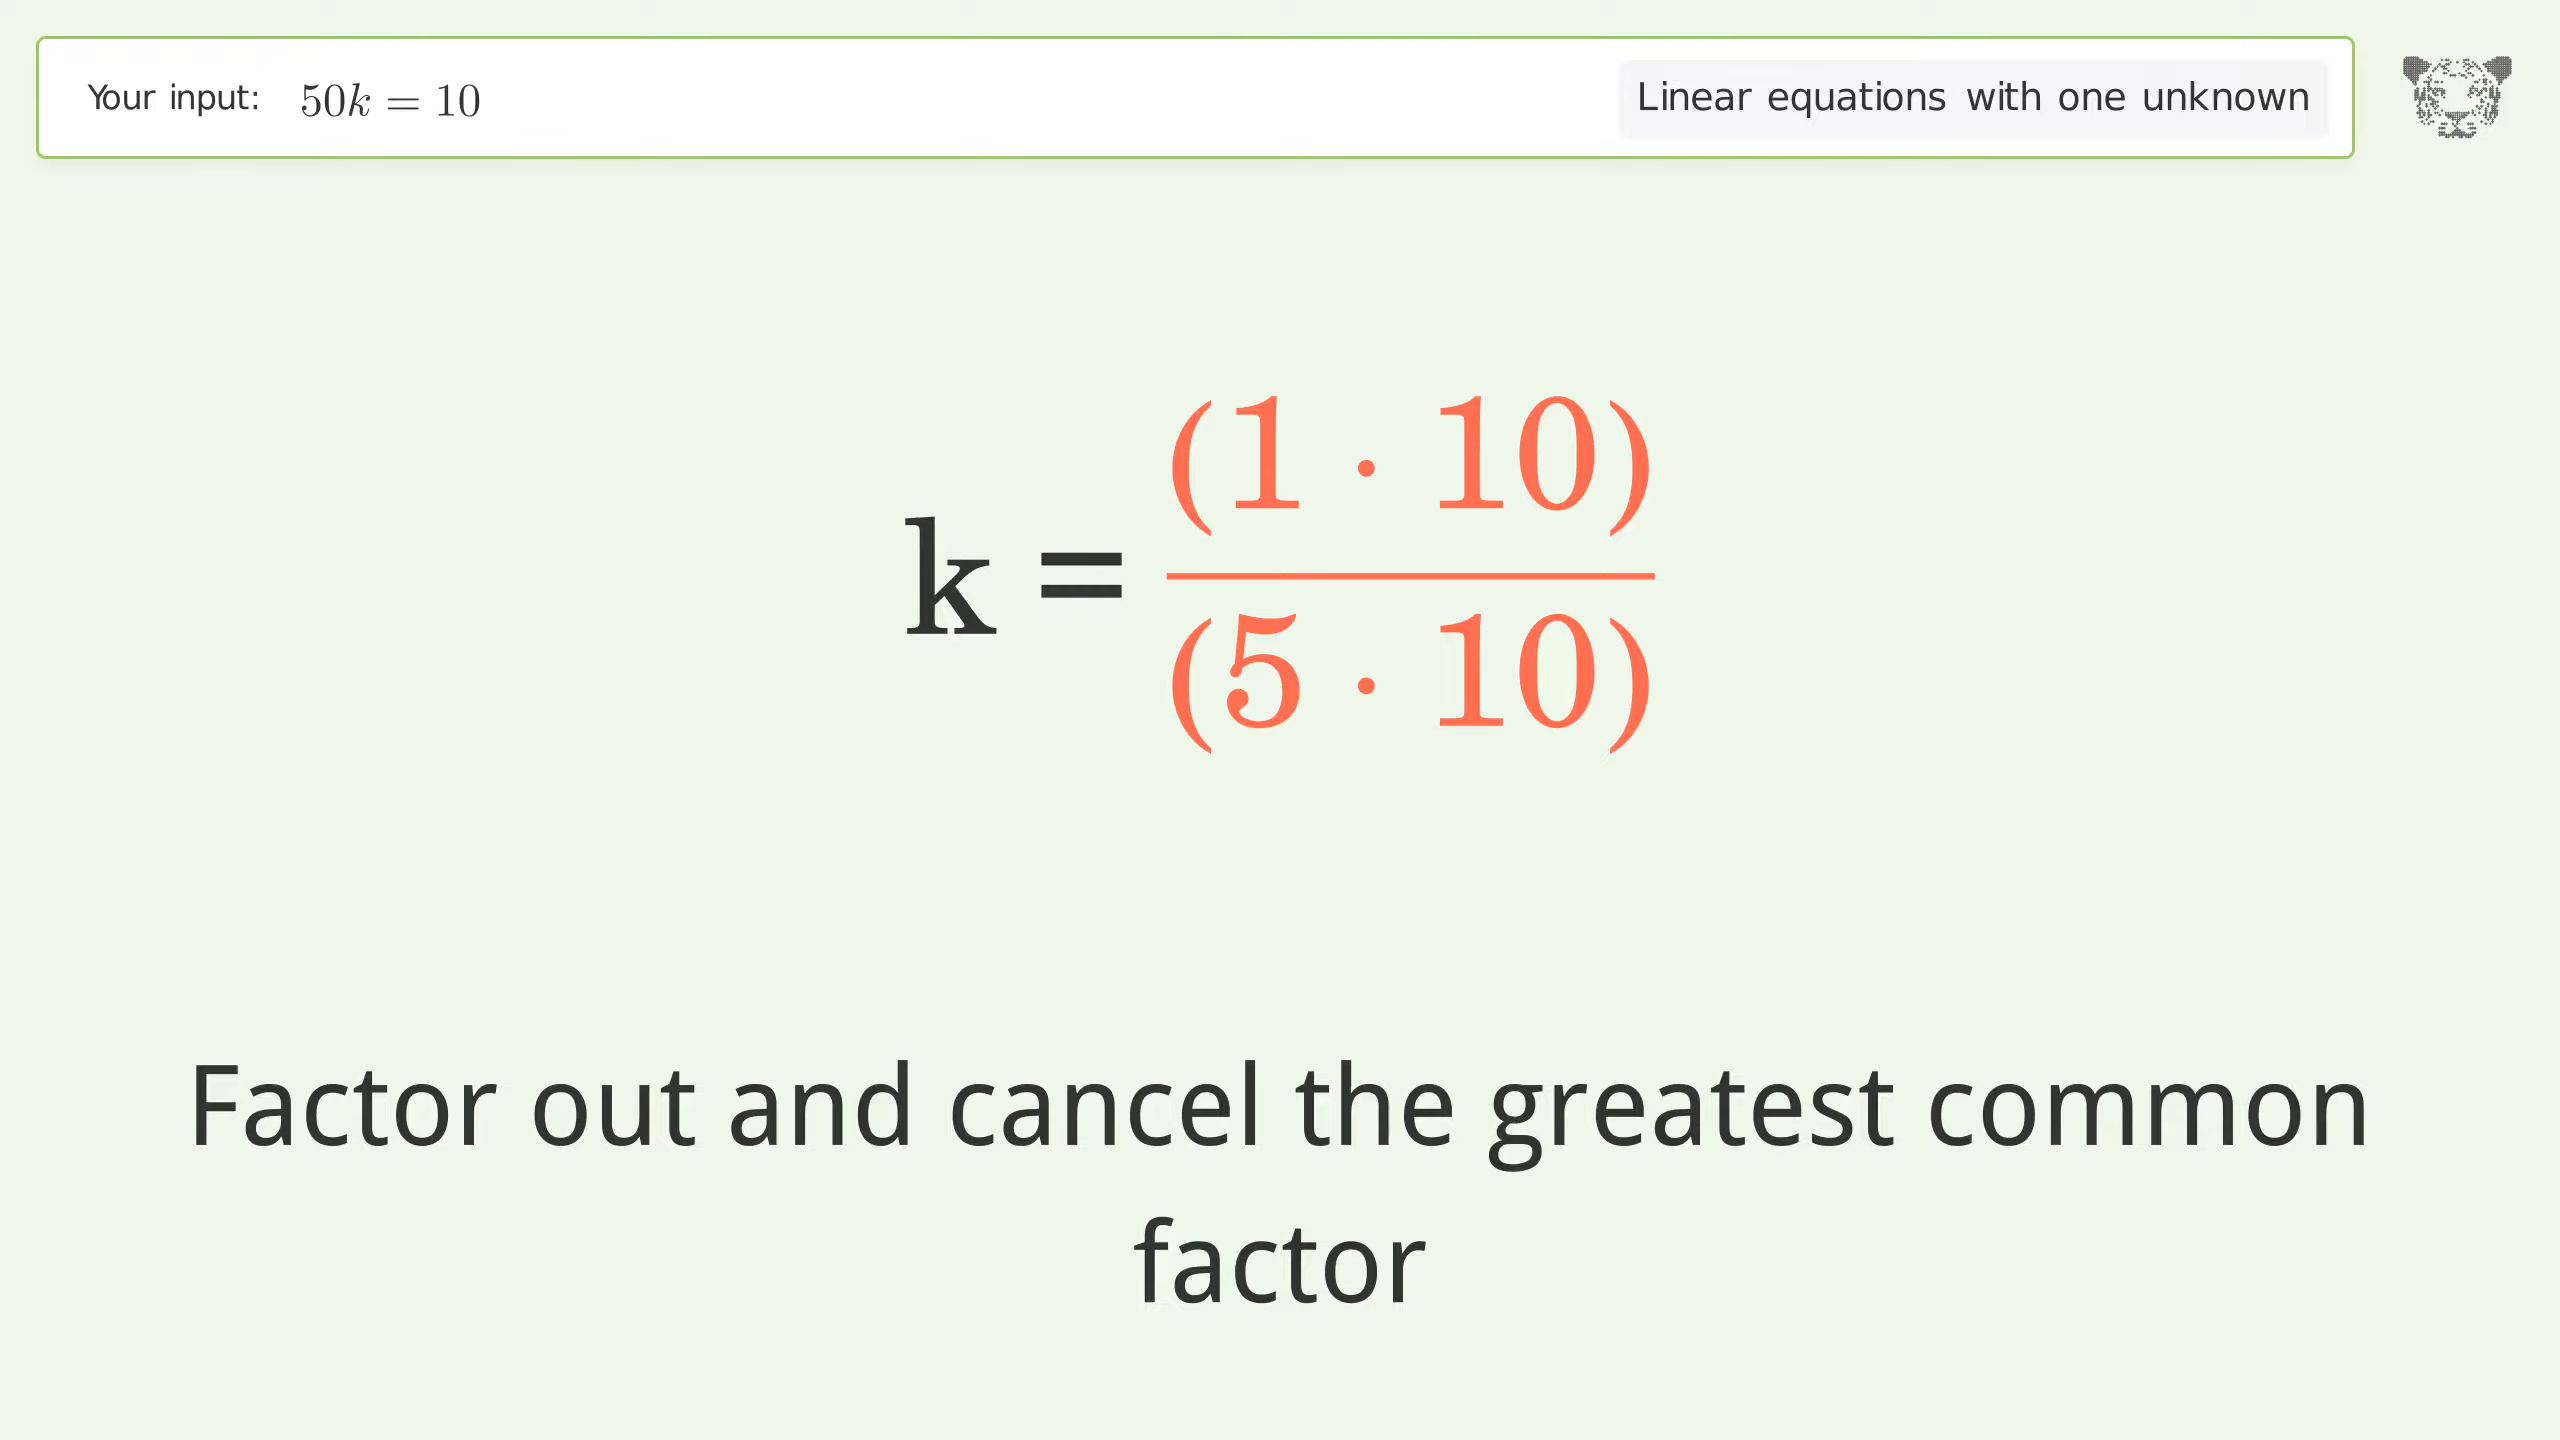 Your input: 50k = 10
Linear equations with one unknown
k = (1 · 10) / (5 · 10)
Factor out and cancel the greatest common
factor